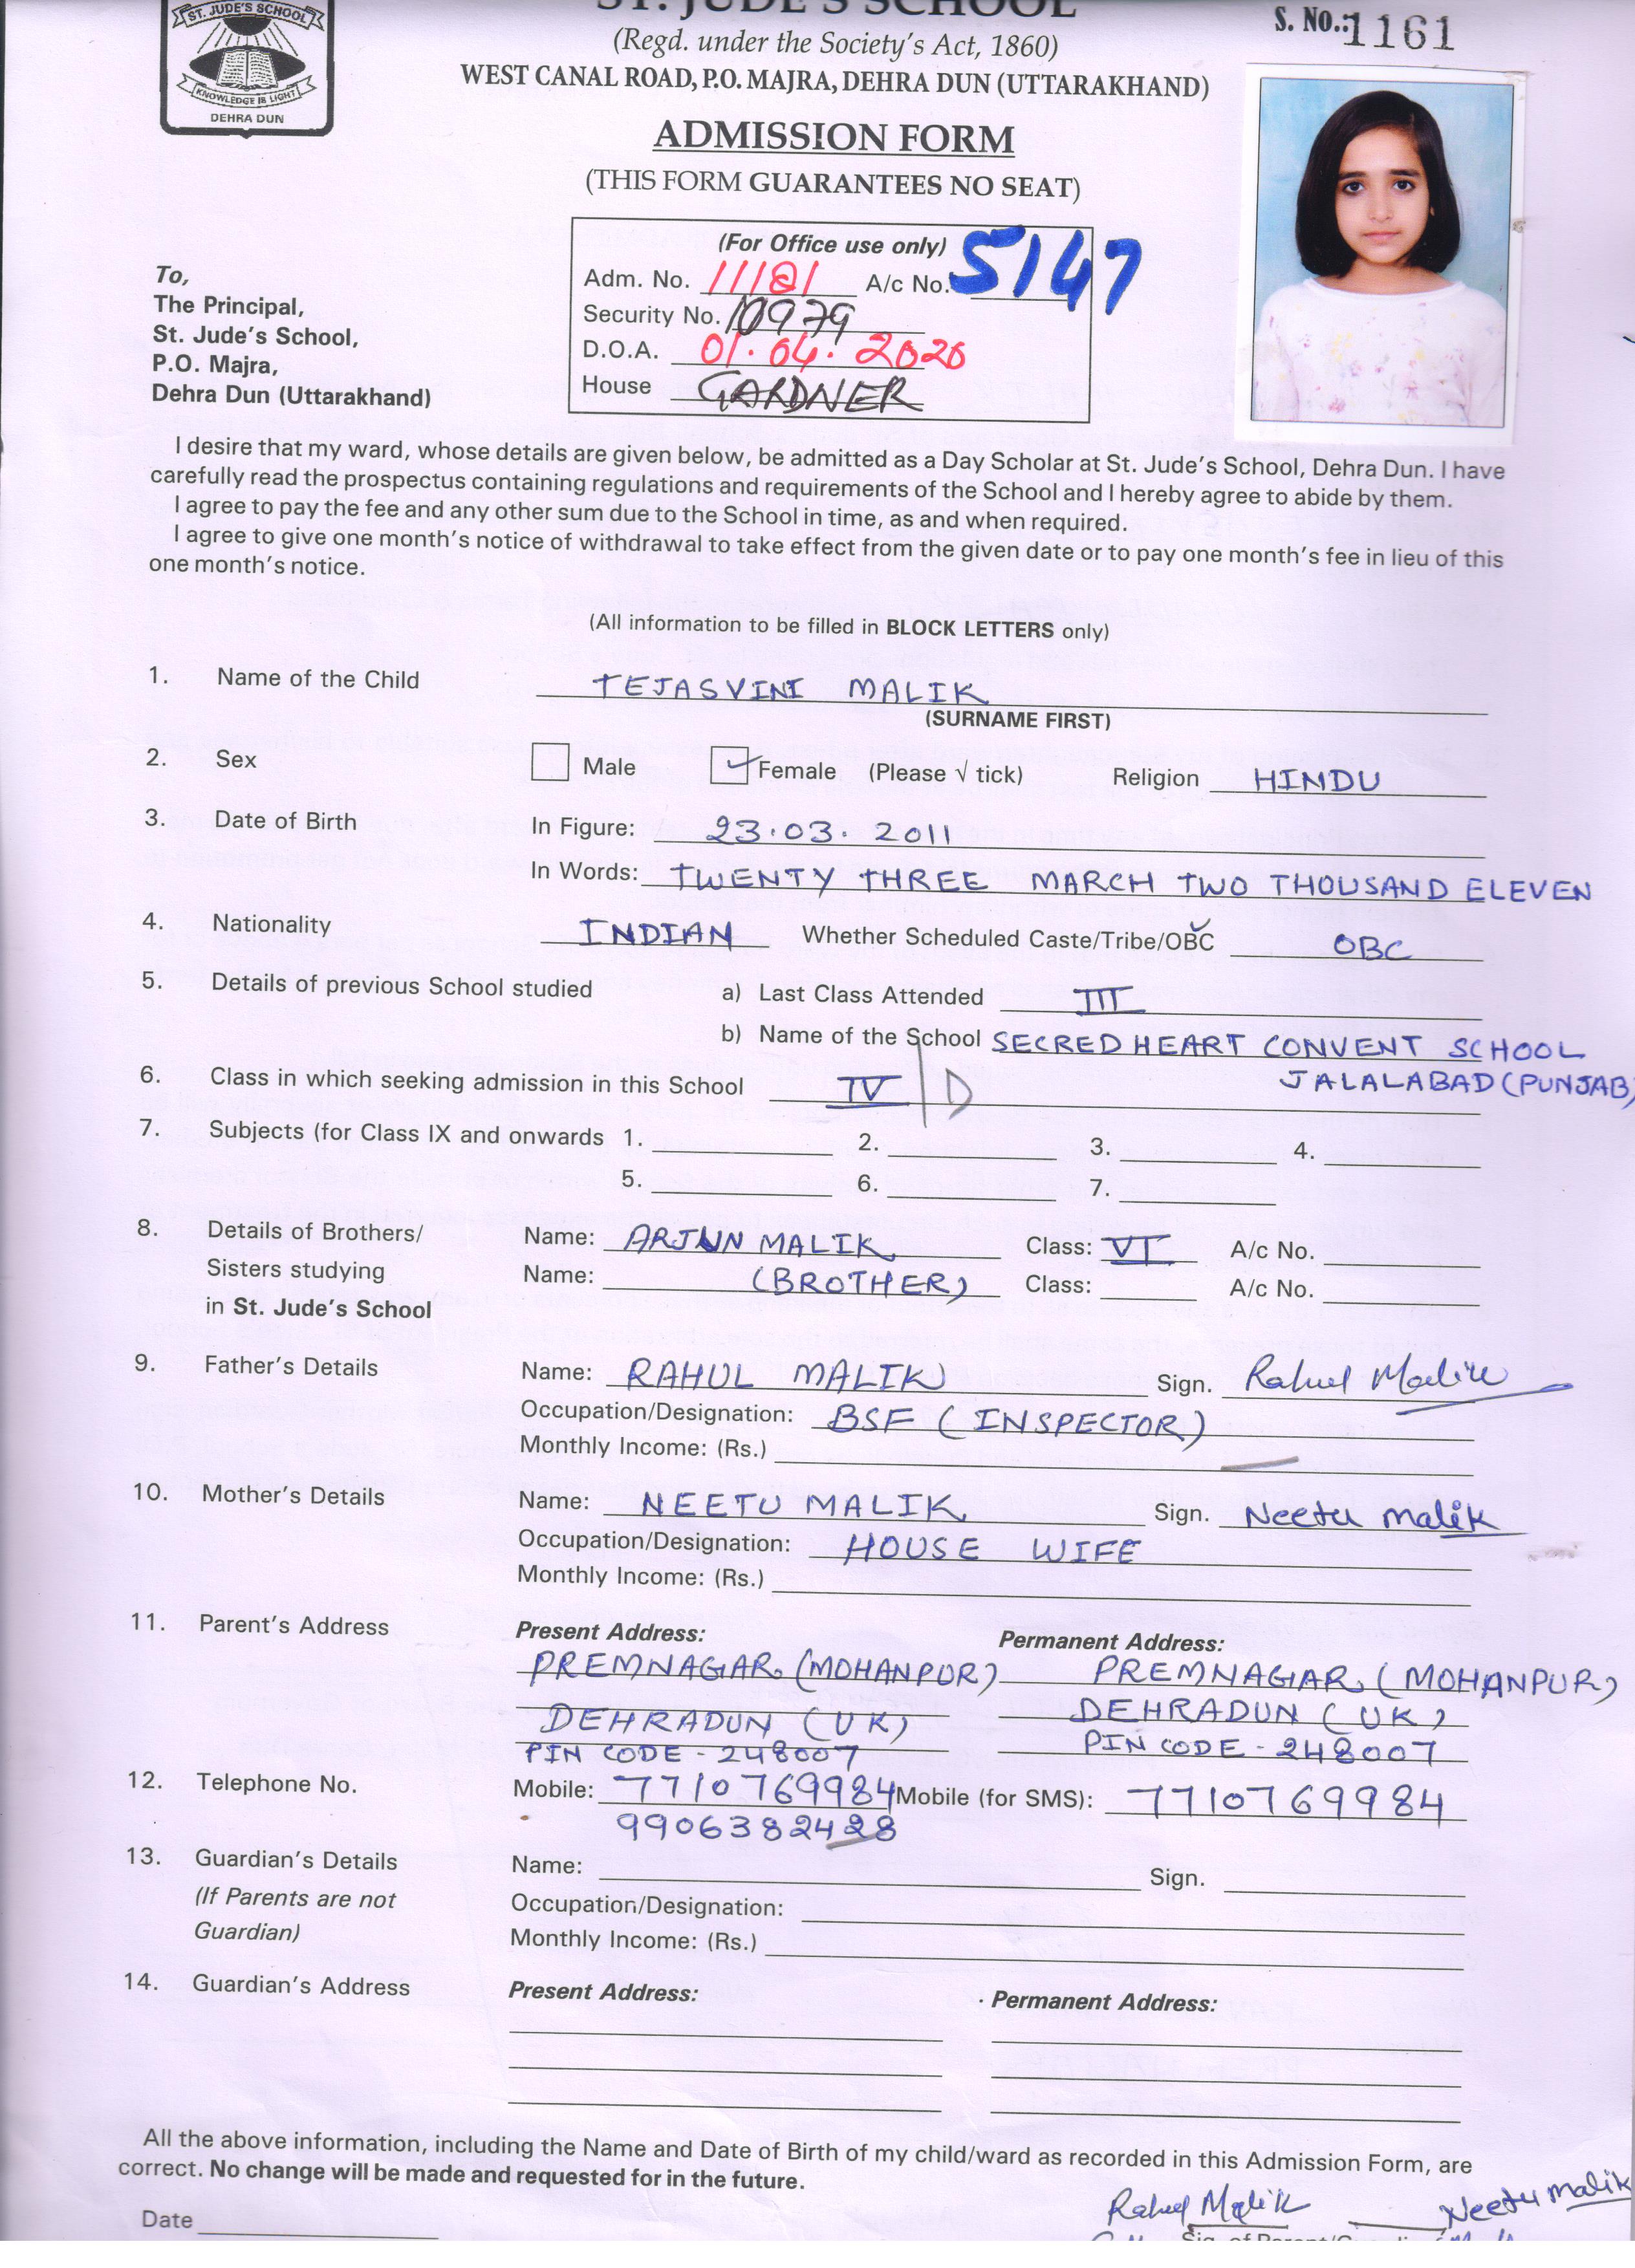 ST. JUDE'S SCHOOL
KNOWLEDGE IS LIGHT
DEHRA DUN
ST. JUDE'S SCHOOL
(Regd. under the Society's Act, 1860)
WEST CANAL ROAD, P.O. MAJRA, DEHRA DUN (UTTARAKHAND)
S. NO.: 1161
ADMISSION FORM
(THIS FORM GUARANTEES NO SEAT)
(For Office use only)
Adm. No. 11181 A/c No. 5147
Security No. 10979
D.O.A. 01.04.2020
House GARDNER
To,
The Principal,
St. Jude's School,
P.O. Majra,
Dehra Dun (Uttarakhand)
I desire that my ward, whose details are given below, be admitted as a Day Scholar at St. Jude's School, Dehra Dun. I have
carefully read the prospectus containing regulations and requirements of the School and I hereby agree to abide by them.
I agree to pay the fee and any other sum due to the School in time, as and when required.
I agree to give one month's notice of withdrawal to take effect from the given date or to pay one month's fee in lieu of this
one month's notice.
(All information to be filled in BLOCK LETTERS only)
1. Name of the Child TEJASVINI MALIK
(SURNAME FIRST)
2. Sex Male Female (Please √ tick) Religion HINDU
3. Date of Birth In Figure: 23.03.2011
In Words: TWENTY THREE MARCH TWO THOUSAND ELEVEN
4. Nationality INDIAN Whether Scheduled Caste/Tribe/OBC OBC
5. Details of previous School studied a) Last Class Attended III
b) Name of the School SECRED HEART CONVENT SCHOOL
JALALABAD (PUNJAB)
6. Class in which seeking admission in this School IV/D
7. Subjects (for Class IX and onwards 1. 2. 3. 4.
5. 6. 7.
8. Details of Brothers/ Name: ARJUN MALIK Class: VI A/c No.
Sisters studying Name: (BROTHER) Class: A/c No.
in St. Jude's School
9. Father's Details Name: RAHUL MALIK Sign. Rahul Malik
Occupation/Designation: BSF (INSPECTOR)
Monthly Income: (Rs.)
10. Mother's Details Name: NEETU MALIK Sign. Neetu malik
Occupation/Designation: HOUSE WIFE
Monthly Income: (Rs.)
11. Parent's Address Present Address: Permanent Address:
PREMNAGAR, (MOHANPUR) PREMNAGAR, (MOHANPUR)
DEHRADUN (UK) DEHRADUN (UK)
PIN CODE - 248007 PIN CODE - 248007
12. Telephone No. Mobile: 7710769984 Mobile (for SMS): 7710769984
9906382428
13. Guardian's Details Name: Sign.
(If Parents are not Occupation/Designation:
Guardian) Monthly Income: (Rs.)
14. Guardian's Address Present Address: Permanent Address:
All the above information, including the Name and Date of Birth of my child/ward as recorded in this Admission Form, are
correct. No change will be made and requested for in the future.
Rahul Malik Neetu malik
Date